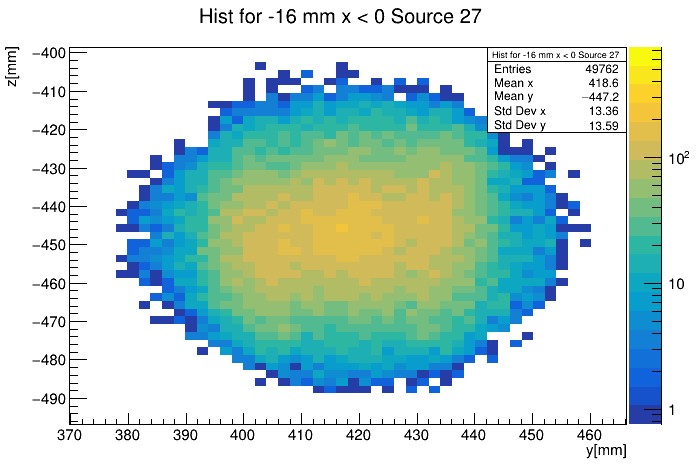 Hist for -16 mm x < 0 Source 27
z[mm]
−400
−410
−420
−430
−440
−450
−460
−470
−480
−490
Hist for -16 mm x < 0 Source 27
Entries 49762
Mean x 418.6
Mean y −447.2
Std Dev x 13.36
Std Dev y 13.59
10²
10
1
370 380 390 400 410 420 430 440 450 460
y[mm]